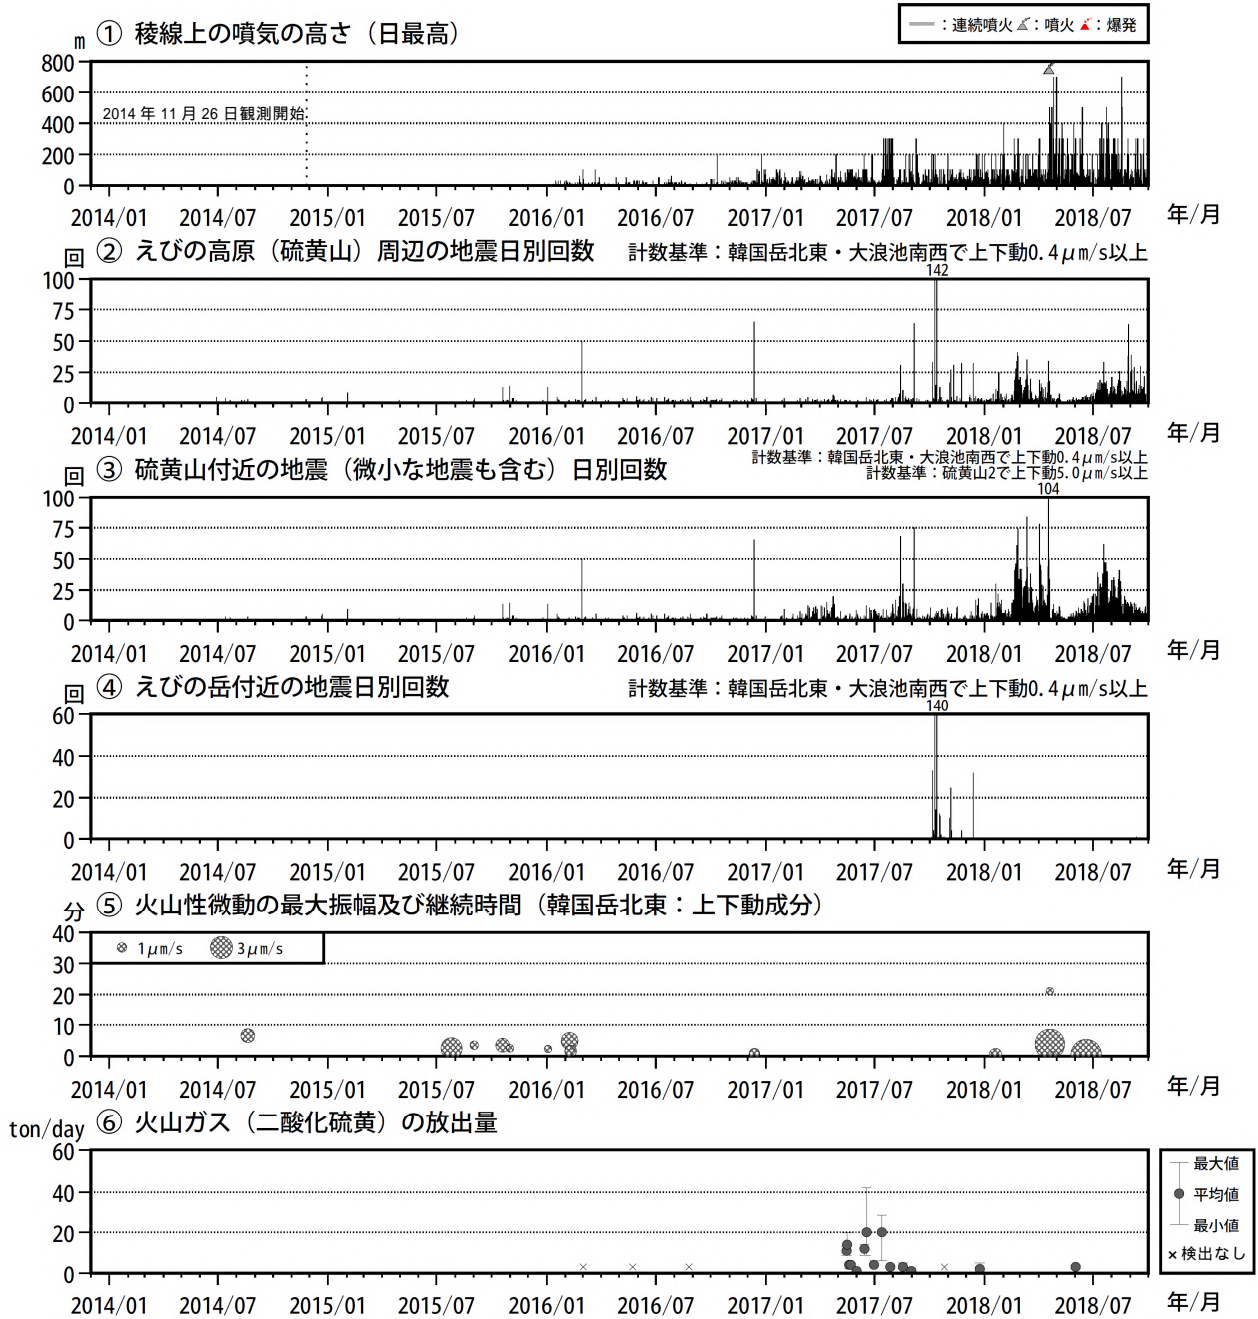 ① 稜線上の噴気の高さ（日最高）
m
：連続噴火 ：噴火 ：爆発
800
600
400
200
0
2014年11月26日観測開始
2014/01 2014/07 2015/01 2015/07 2016/01 2016/07 2017/01 2017/07 2018/01 2018/07 年/月
回 ② えびの高原（硫黄山）周辺の地震日別回数 計数基準：韓国岳北東・大浪池南西で上下動0.4μm/s以上
142
100
75
50
25
0
2014/01 2014/07 2015/01 2015/07 2016/01 2016/07 2017/01 2017/07 2018/01 2018/07 年/月
回 ③ 硫黄山付近の地震（微小な地震も含む）日別回数 計数基準：韓国岳北東・大浪池南西で上下動0.4μm/s以上
計数基準：硫黄山2で上下動5.0μm/s以上
104
100
75
50
25
0
2014/01 2014/07 2015/01 2015/07 2016/01 2016/07 2017/01 2017/07 2018/01 2018/07 年/月
回 ④ えびの岳付近の地震日別回数 計数基準：韓国岳北東・大浪池南西で上下動0.4μm/s以上
140
60
40
20
0
2014/01 2014/07 2015/01 2015/07 2016/01 2016/07 2017/01 2017/07 2018/01 2018/07 年/月
分 ⑤ 火山性微動の最大振幅及び継続時間（韓国岳北東：上下動成分）
40
30
20
10
0
1μm/s 3μm/s
2014/01 2014/07 2015/01 2015/07 2016/01 2016/07 2017/01 2017/07 2018/01 2018/07 年/月
ton/day ⑥ 火山ガス（二酸化硫黄）の放出量
60
40
20
0
最大値
平均値
最小値
×検出なし
2014/01 2014/07 2015/01 2015/07 2016/01 2016/07 2017/01 2017/07 2018/01 2018/07 年/月